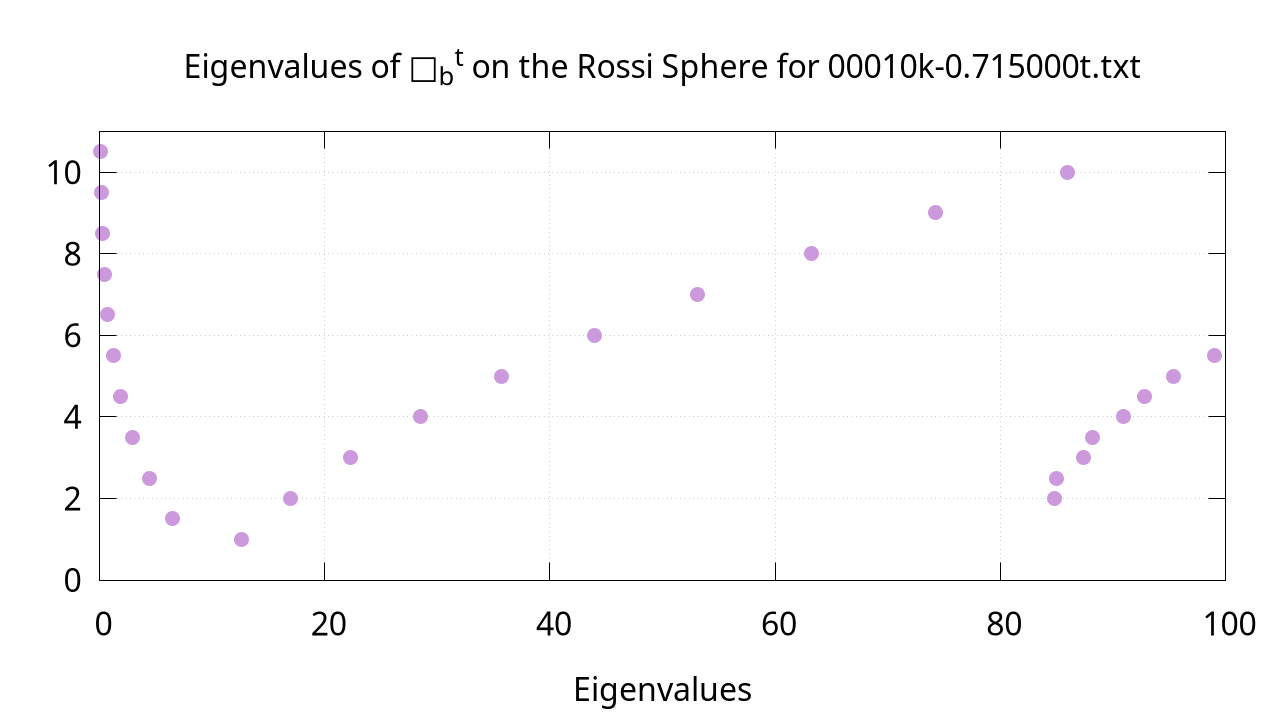 Eigenvalues of □bᵗ on the Rossi Sphere for 00010k-0.715000t.txt
10
8
6
4
2
0
0 20 40 60 80 100
Eigenvalues